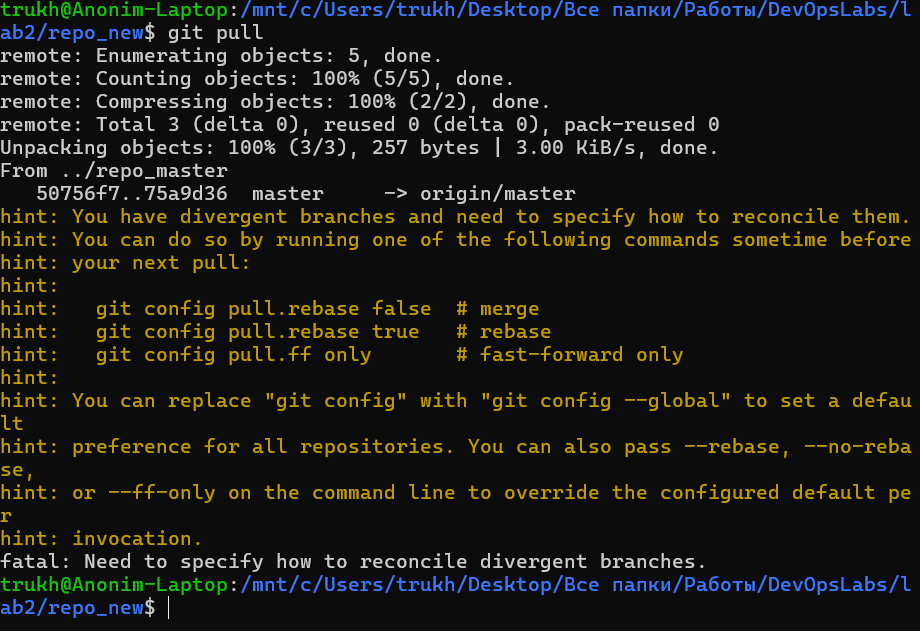 trukh@Anonim-Laptop:/mnt/c/Users/trukh/Desktop/Все папки/Работы/DevOpsLabs/l
ab2/repo_new$ git pull
remote: Enumerating objects: 5, done.
remote: Counting objects: 100% (5/5), done.
remote: Compressing objects: 100% (2/2), done.
remote: Total 3 (delta 0), reused 0 (delta 0), pack-reused 0
Unpacking objects: 100% (3/3), 257 bytes | 3.00 KiB/s, done.
From ../repo_master
   50756f7..75a9d36  master     -> origin/master
hint: You have divergent branches and need to specify how to reconcile them.
hint: You can do so by running one of the following commands sometime before
hint: your next pull:
hint:
hint:   git config pull.rebase false  # merge
hint:   git config pull.rebase true   # rebase
hint:   git config pull.ff only       # fast-forward only
hint:
hint: You can replace "git config" with "git config --global" to set a defau
lt
hint: preference for all repositories. You can also pass --rebase, --no-reba
se,
hint: or --ff-only on the command line to override the configured default pe
r
hint: invocation.
fatal: Need to specify how to reconcile divergent branches.
trukh@Anonim-Laptop:/mnt/c/Users/trukh/Desktop/Все папки/Работы/DevOpsLabs/l
ab2/repo_new$